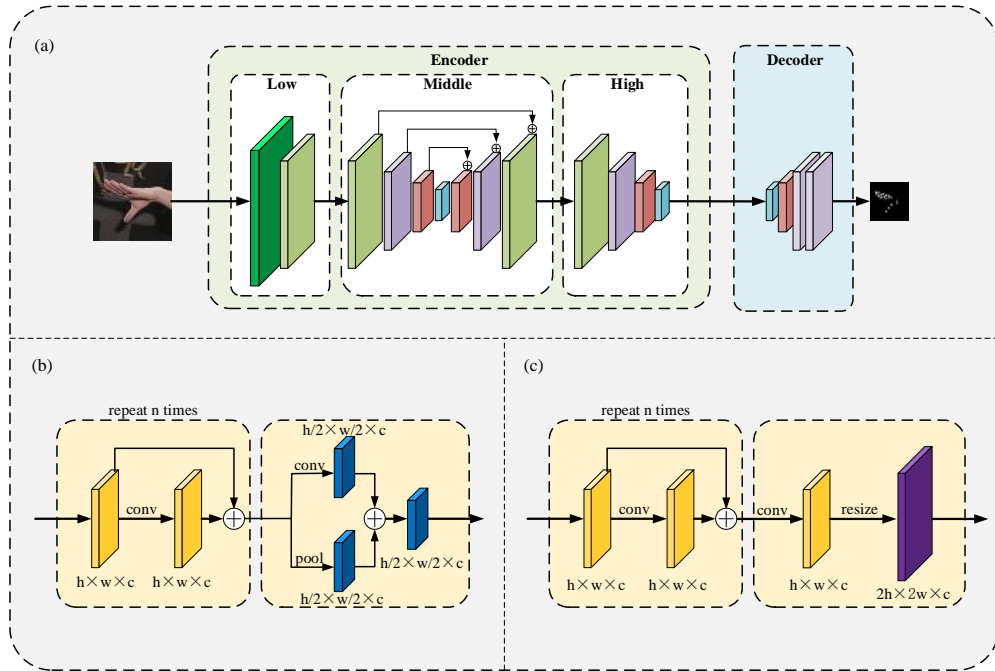 (a)
Encoder
Decoder
Low
Middle
High
(b)
repeat n times
h/2×w/2×c
conv
conv
pool
h×w×c
h×w×c
h/2×w/2×c
h/2×w/2×c
(c)
repeat n times
conv
conv
resize
h×w×c
h×w×c
h×w×c
2h×2w×c